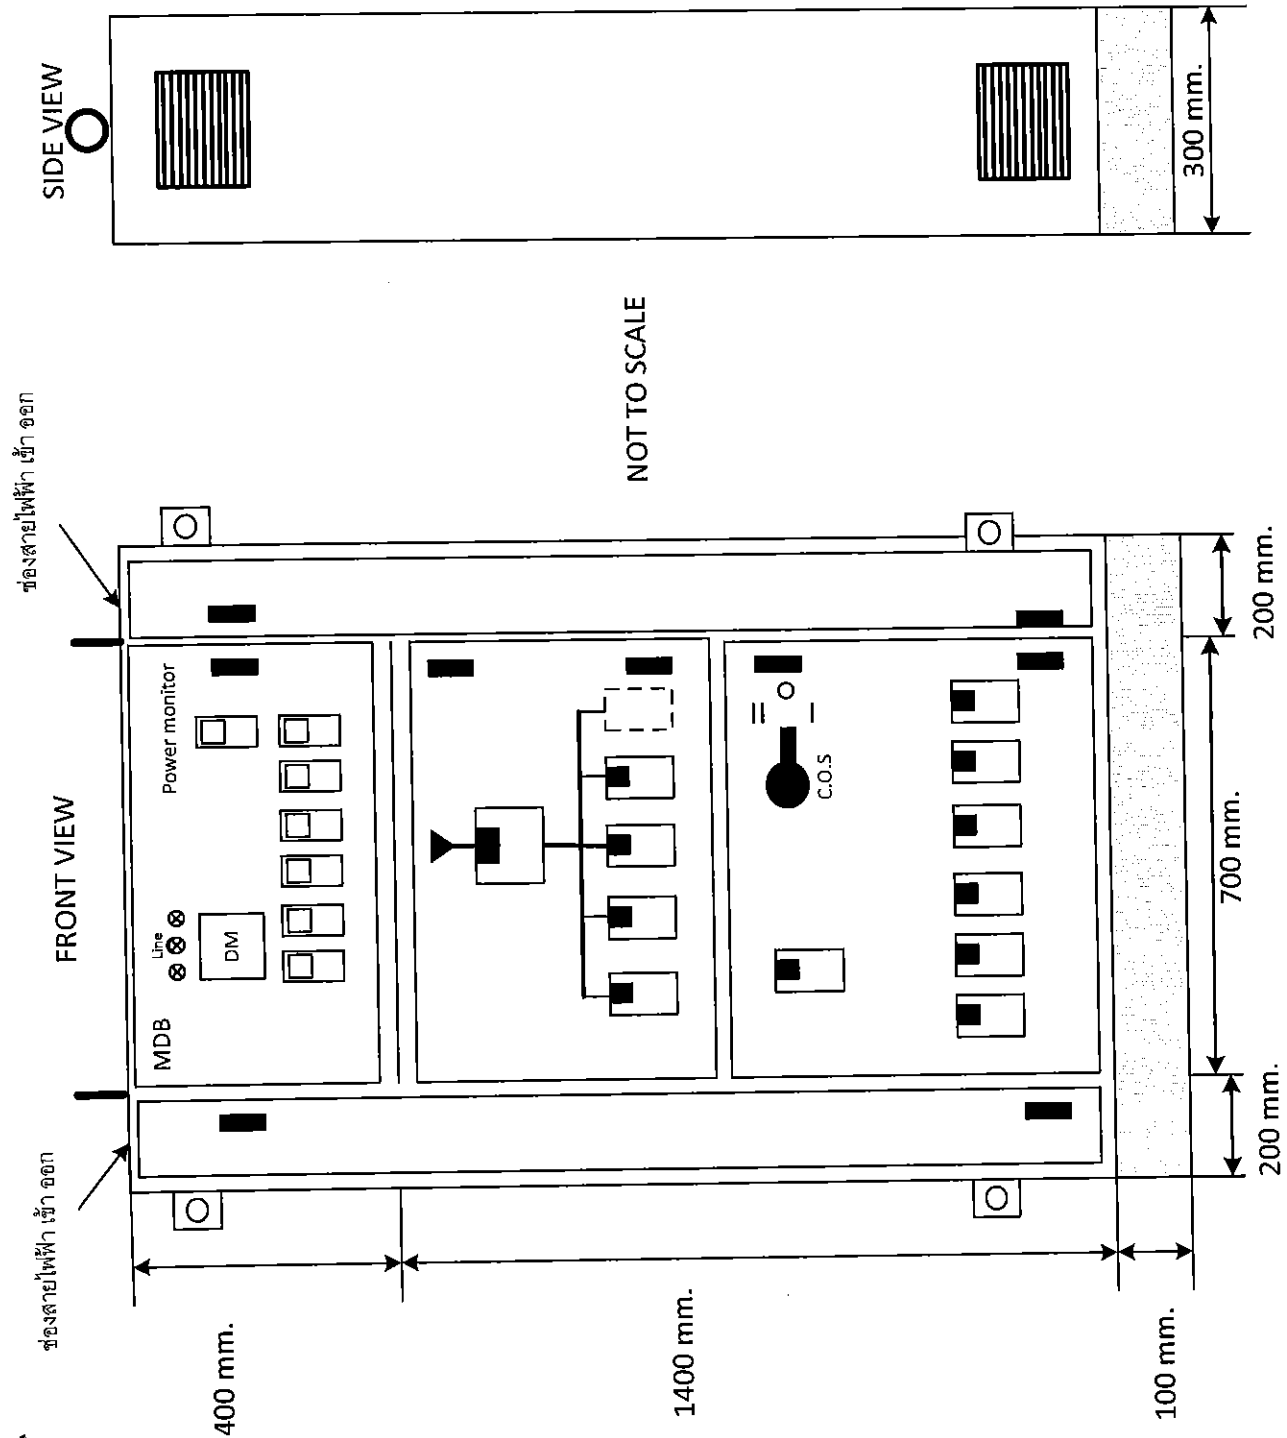 FRONT VIEW
SIDE VIEW
ช่องสายไฟฟ้า เข้า ออก
ช่องสายไฟฟ้า เข้า ออก
MDB
Line
Power monitor
DM
400 mm.
NOT TO SCALE
II
O
I
C.O.S
1400 mm.
100 mm.
200 mm.
700 mm.
200 mm.
300 mm.